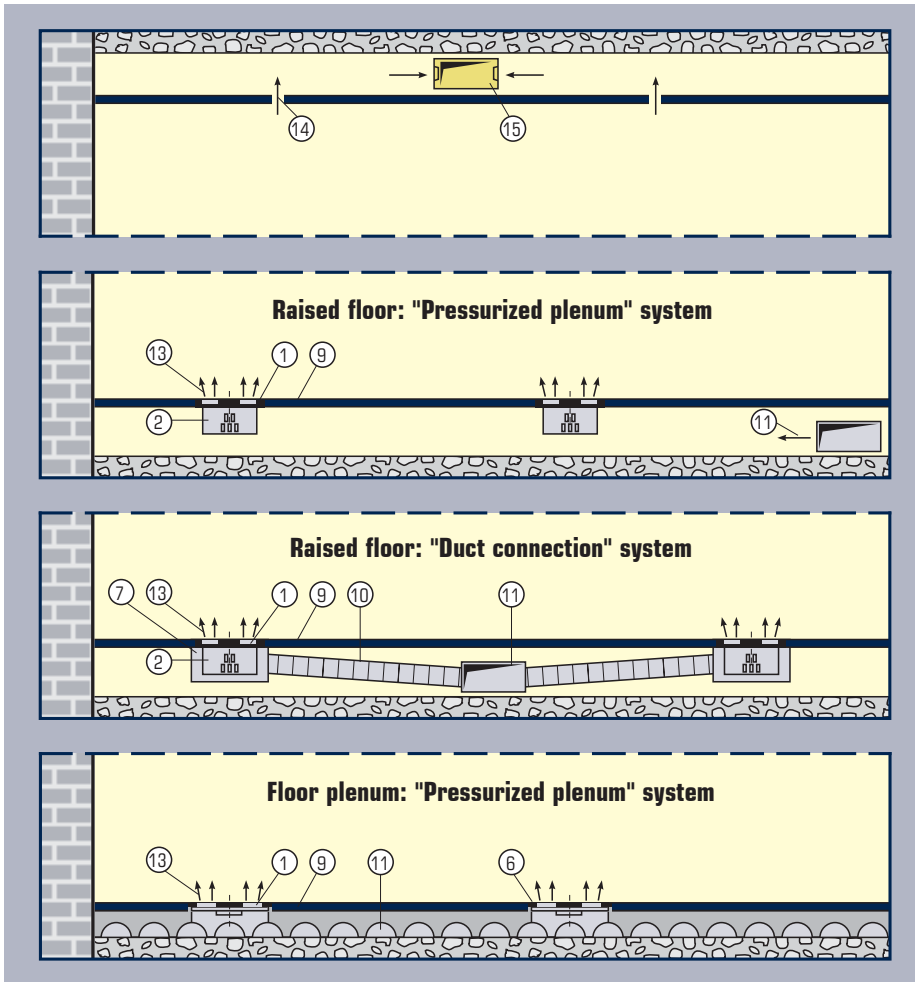 14 15
Raised floor: "Pressurized plenum" system
13 1 9
2 11
Raised floor: "Duct connection" system
7 13 1 9 10 11
2
Floor plenum: "Pressurized plenum" system
13 1 9 11 6